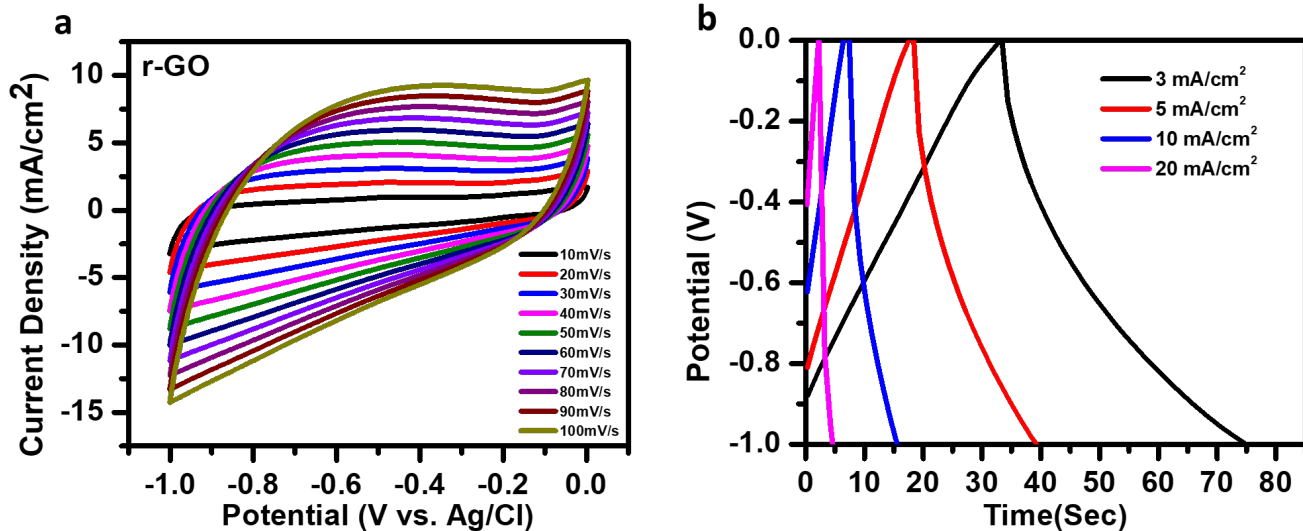 a
r-GO
Current Density (mA/cm²)
10
5
0
-5
-10
-15
-1.0 -0.8 -0.6 -0.4 -0.2 0.0
Potential (V vs. Ag/Cl)
10mV/s
20mV/s
30mV/s
40mV/s
50mV/s
60mV/s
70mV/s
80mV/s
90mV/s
100mV/s
b
Potential (V)
0.0
-0.2
-0.4
-0.6
-0.8
-1.0
0 10 20 30 40 50 60 70 80
Time(Sec)
3 mA/cm²
5 mA/cm²
10 mA/cm²
20 mA/cm²